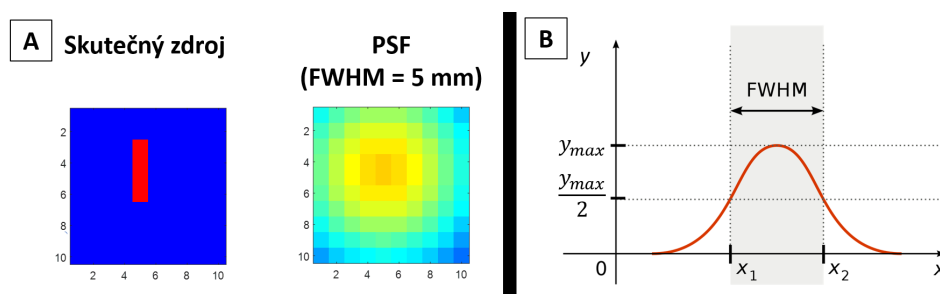 A
Skutečný zdroj
2
4
6
8
10
2 4 6 8 10
PSF
(FWHM = 5 mm)
2
4
6
8
10
2 4 6 8 10
B
y
FWHM
y_max
y_max
2
0
x_1
x_2
x